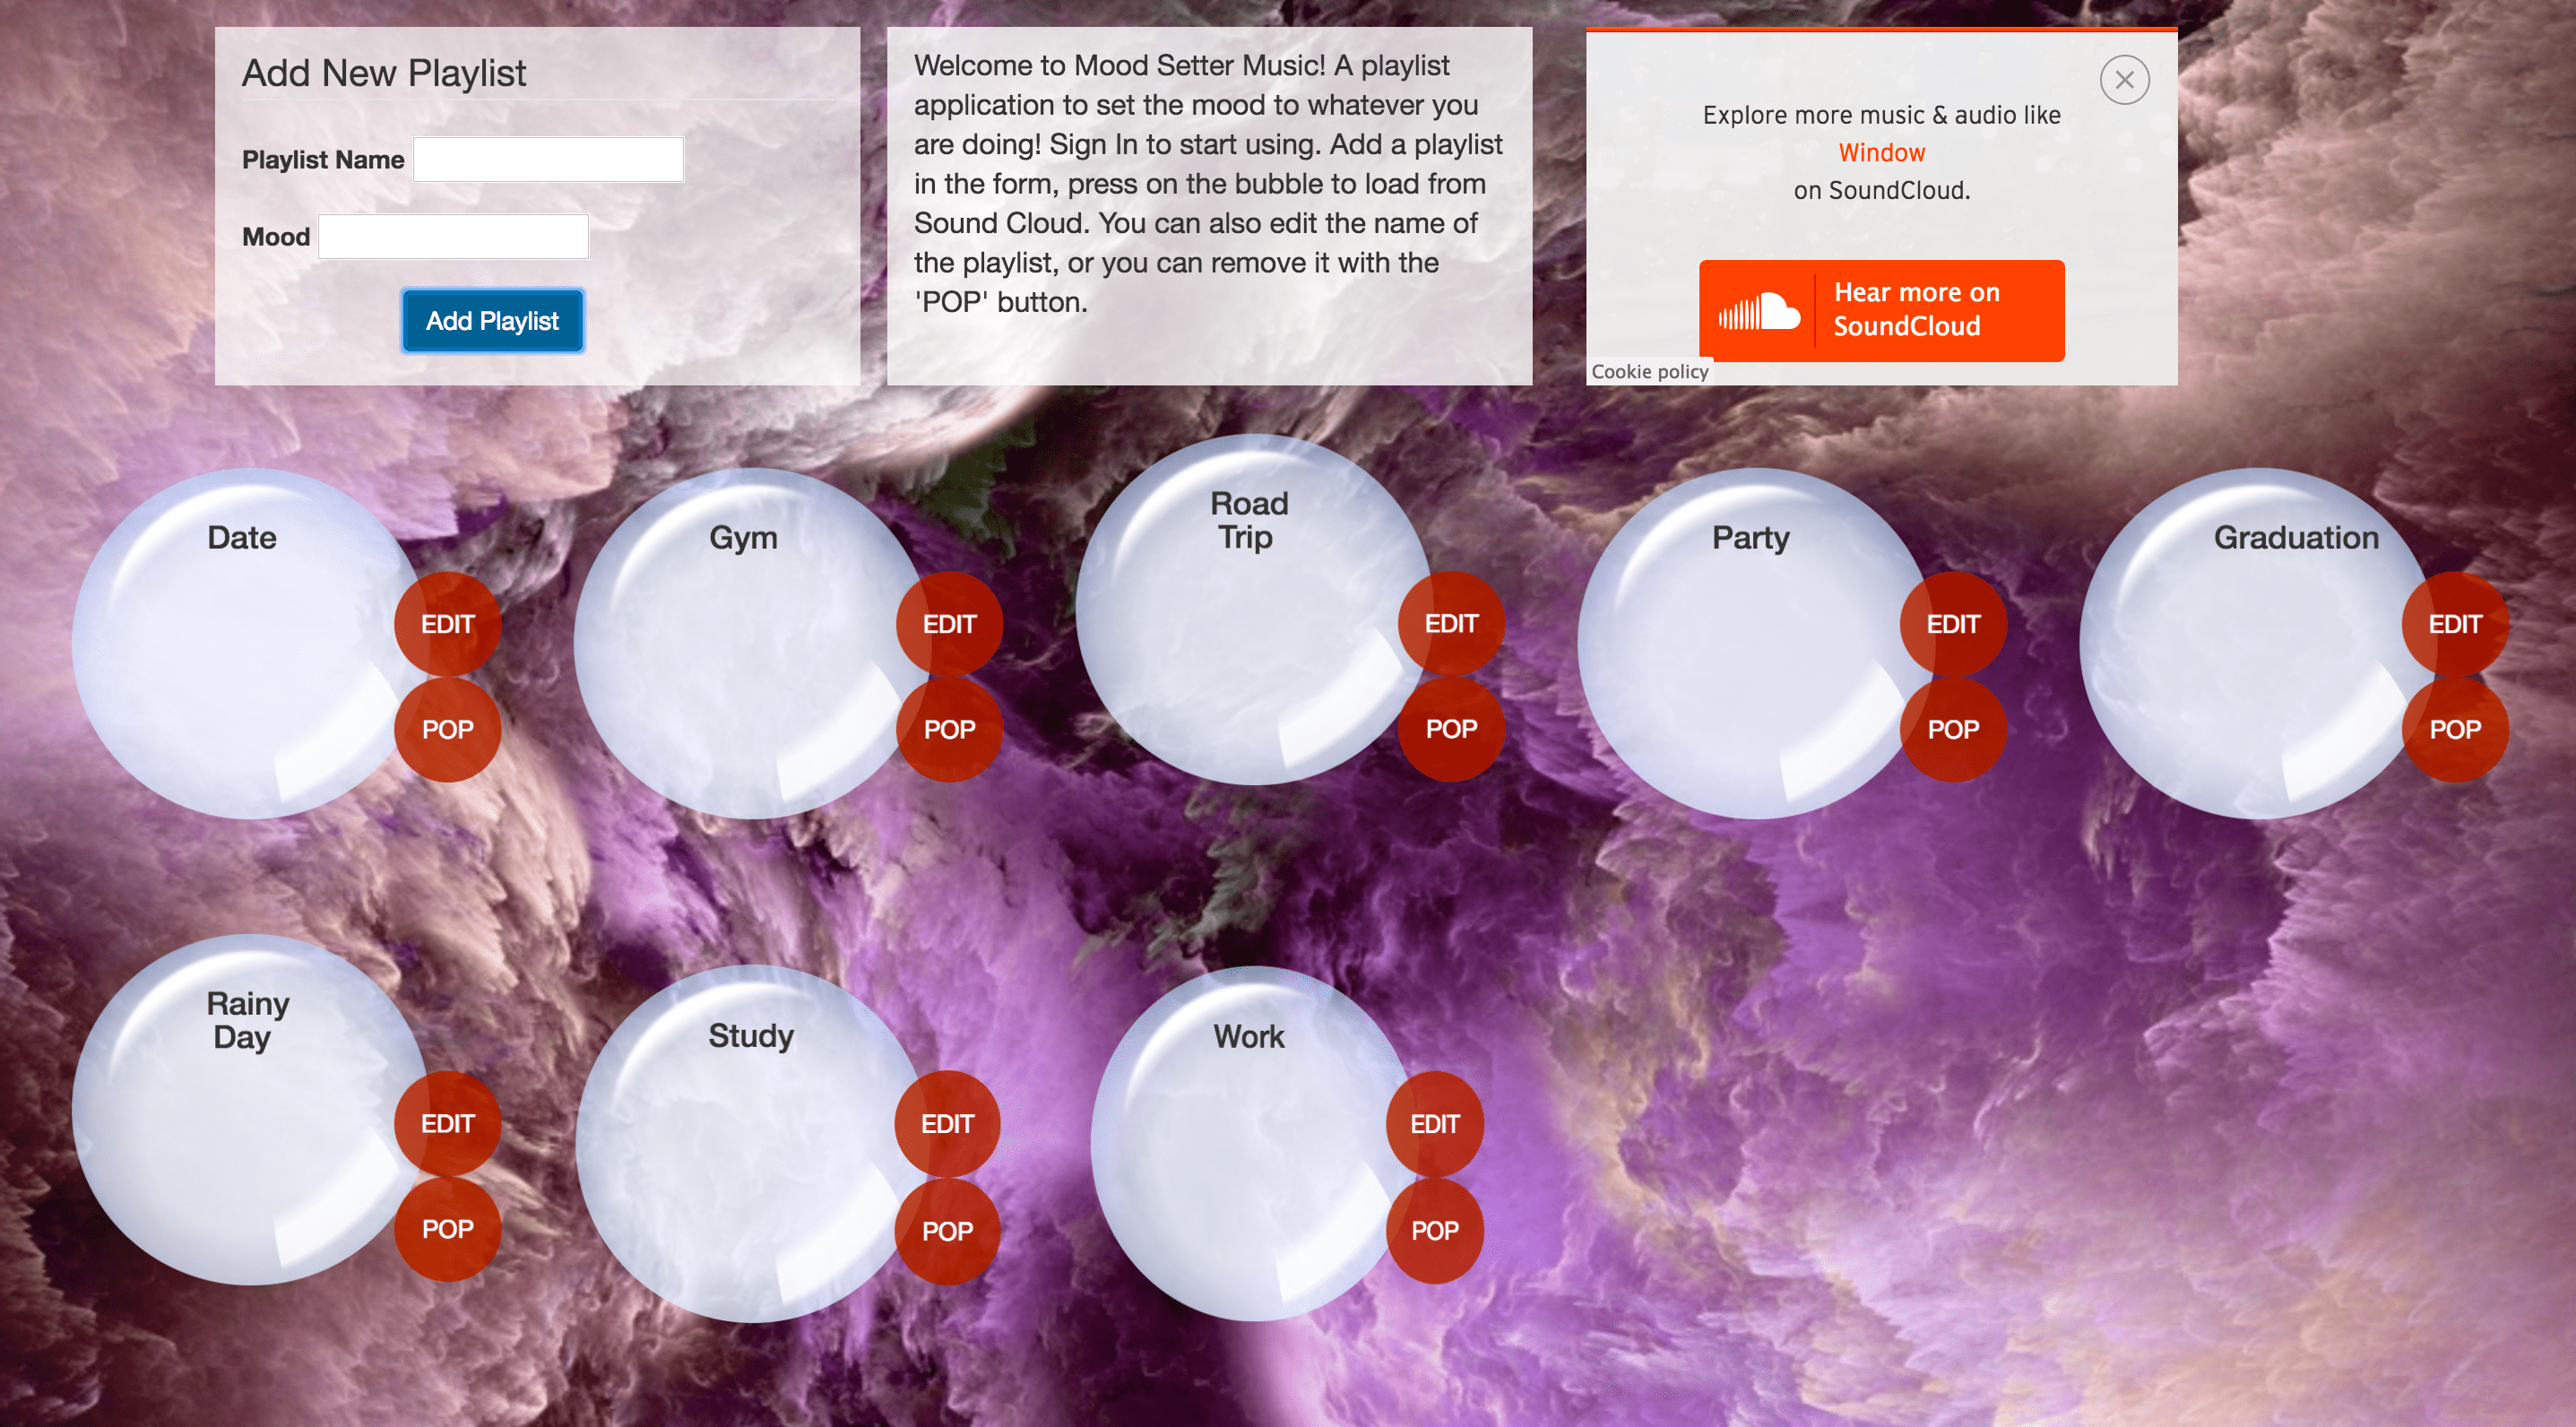 Add New Playlist
Playlist Name
Mood
Add Playlist
Welcome to Mood Setter Music! A playlist
application to set the mood to whatever you
are doing! Sign In to start using. Add a playlist
in the form, press on the bubble to load from
Sound Cloud. You can also edit the name of
the playlist, or you can remove it with the
'POP' button.
Explore more music & audio like
Window
on SoundCloud.
Hear more on
SoundCloud
Cookie policy
Date
EDIT
POP
Gym
EDIT
POP
Road
Trip
EDIT
POP
Party
EDIT
POP
Graduation
EDIT
POP
Rainy
Day
EDIT
POP
Study
EDIT
POP
Work
EDIT
POP